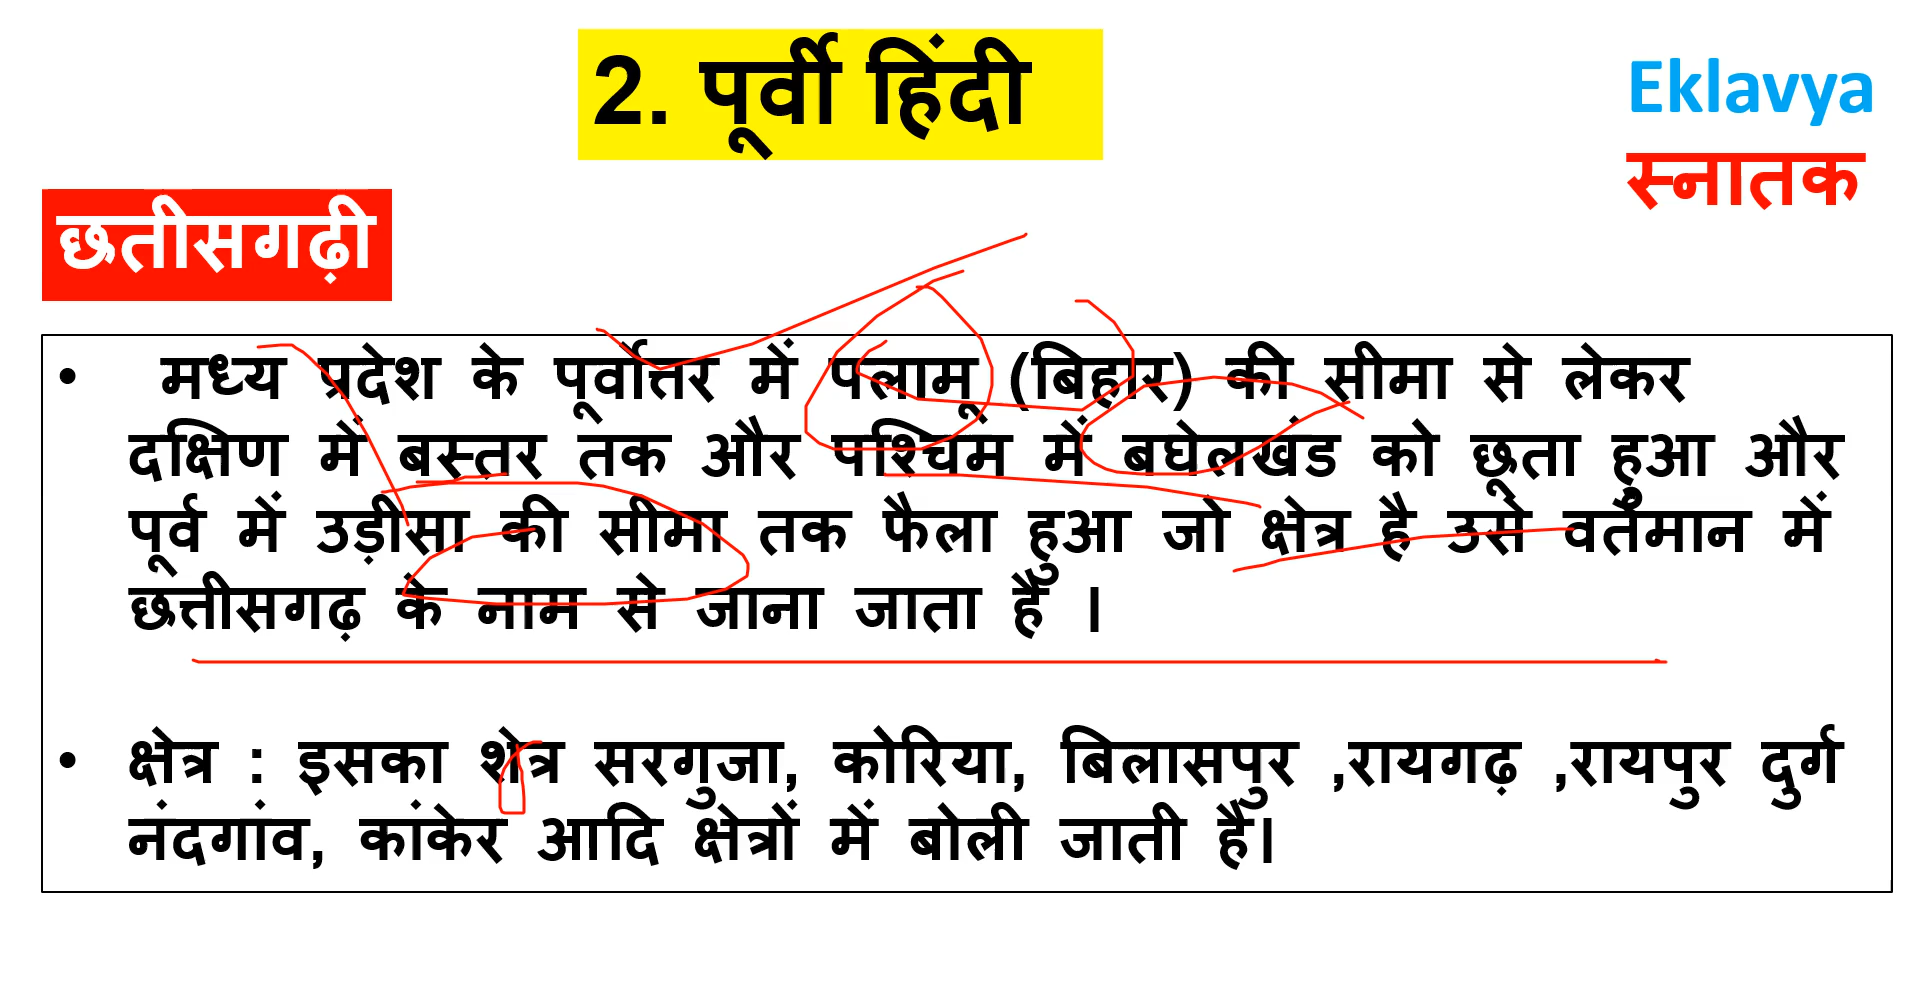 2. पूर्वी हिंदी
Eklavya
स्नातक
छतीसगढ़ी
• मध्य प्रदेश के पूर्वोत्तर में पलामू (बिहार) की सीमा से लेकर
दक्षिण में बस्तर तक और पश्चिम में बघेलखंड को छूता हुआ और
पूर्व में उड़ीसा की सीमा तक फैला हुआ जो क्षेत्र है उसे वर्तमान में
छत्तीसगढ़ के नाम से जाना जाता है ।
• क्षेत्र : इसका शेत्र सरगुजा, कोरिया, बिलासपुर ,रायगढ़ ,रायपुर दुर्ग
नंदगांव, कांकेर आदि क्षेत्रों में बोली जाती है।